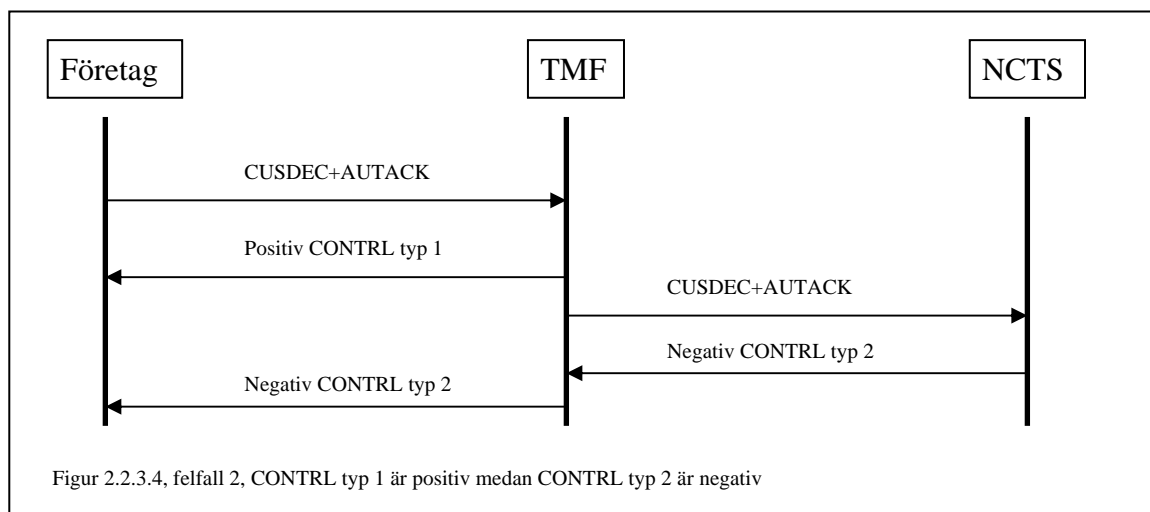 Företag
TMF
NCTS
CUSDEC+AUTACK
Positiv CONTRL typ 1
CUSDEC+AUTACK
Negativ CONTRL typ 2
Negativ CONTRL typ 2
Figur 2.2.3.4, felfall 2, CONTRL typ 1 är positiv medan CONTRL typ 2 är negativ